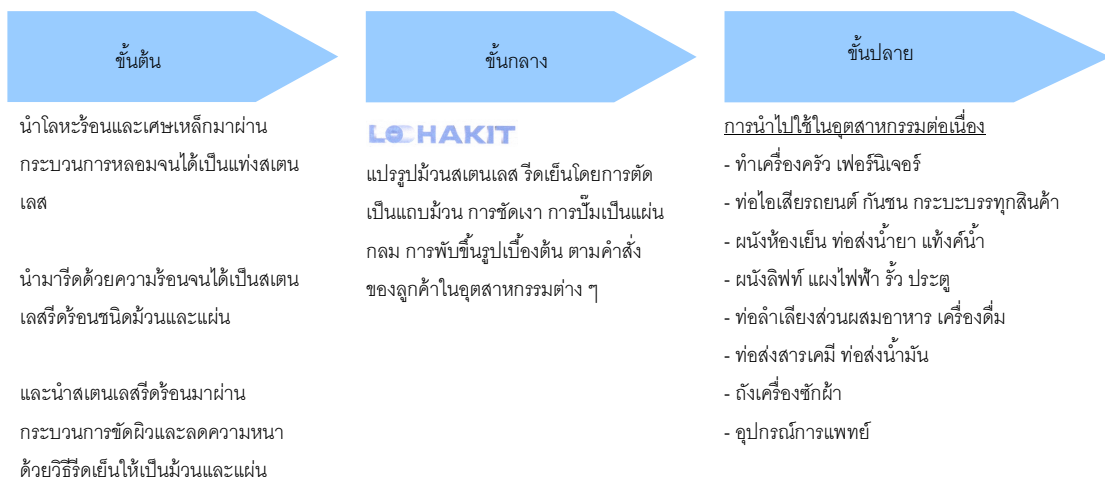 ขั้นต้น
นำโลหะร้อนและเศษเหล็กมาผ่าน
กระบวนการหลอมจนได้เป็นแท่งสเตน
เลส
นำมารีดด้วยความร้อนจนได้เป็นสเตน
เลสรีดร้อนชนิดม้วนและแผ่น
และนำสเตนเลสรีดร้อนมาผ่าน
กระบวนการขัดผิวและลดความหนา
ด้วยวิธีรีดเย็นให้เป็นม้วนและแผ่น
ขั้นกลาง
LOHAKIT
แปรรูปม้วนสเตนเลส รีดเย็นโดยการตัด
เป็นแถบม้วน การขัดเงา การปั๊มเป็นแผ่น
กลม การพับขึ้นรูปเบื้องต้น ตามคำสั่ง
ของลูกค้าในอุตสาหกรรมต่าง ๆ
ขั้นปลาย
การนำไปใช้ในอุตสาหกรรมต่อเนื่อง
- ทำเครื่องครัว เฟอร์นิเจอร์
- ท่อไอเสียรถยนต์ กันชน กระบะบรรทุกสินค้า
- ผนังห้องเย็น ท่อส่งน้ำยา แท้งค์น้ำ
- ผนังลิฟท์ แผงไฟฟ้า รั้ว ประตู
- ท่อลำเลียงส่วนผสมอาหาร เครื่องดื่ม
- ท่อส่งสารเคมี ท่อส่งน้ำมัน
- ถังเครื่องซักผ้า
- อุปกรณ์การแพทย์